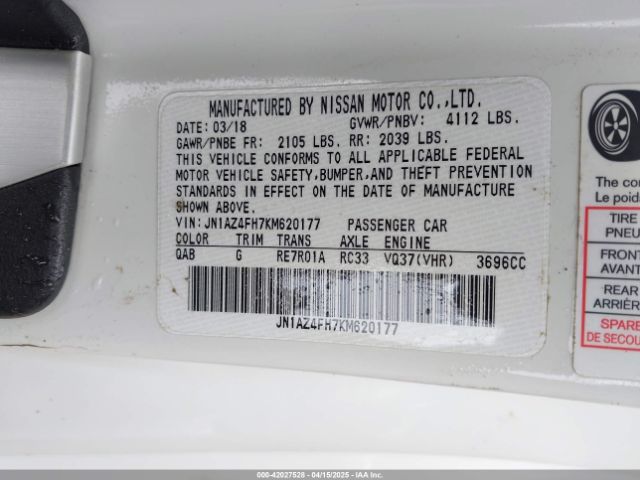 MANUFACTURED BY NISSAN MOTOR CO.,LTD.
DATE: 03/18 GVWR/PNBV: 4112 LBS.
GAWR/PNBE FR: 2105 LBS. RR: 2039 LBS.
THIS VEHICLE CONFORMS TO ALL APPLICABLE FEDERAL
MOTOR VEHICLE SAFETY,BUMPER,AND THEFT PREVENTION
STANDARDS IN EFFECT ON THE DATE OF MANUFACTURE
SHOWN ABOVE.
VIN:JN1AZ4FH7KM620177 PASSENGER CAR
COLOR TRIM TRANS AXLE ENGINE
QAB G RE7R01A RC33 VQ37(VHR) 3696CC
JN1AZ4FH7KM620177
The co
Le poid
TIRE
PNEU
FRONT
AVANT
REAR
ARRIÈR
SPARE
DE SECOU
000-42027528 - 04/15/2025 - IAAI.COM